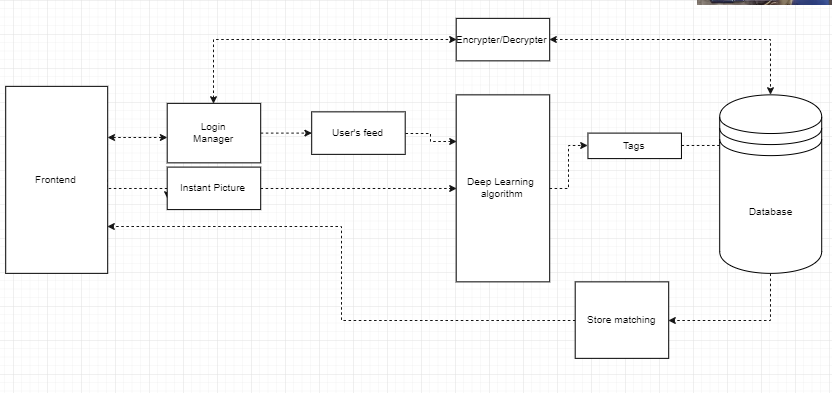 Encrypter/Decrypter
Login
Manager
User's feed
Tags
Frontend
Instant Picture
Deep Learning
algorithm
Database
Store matching